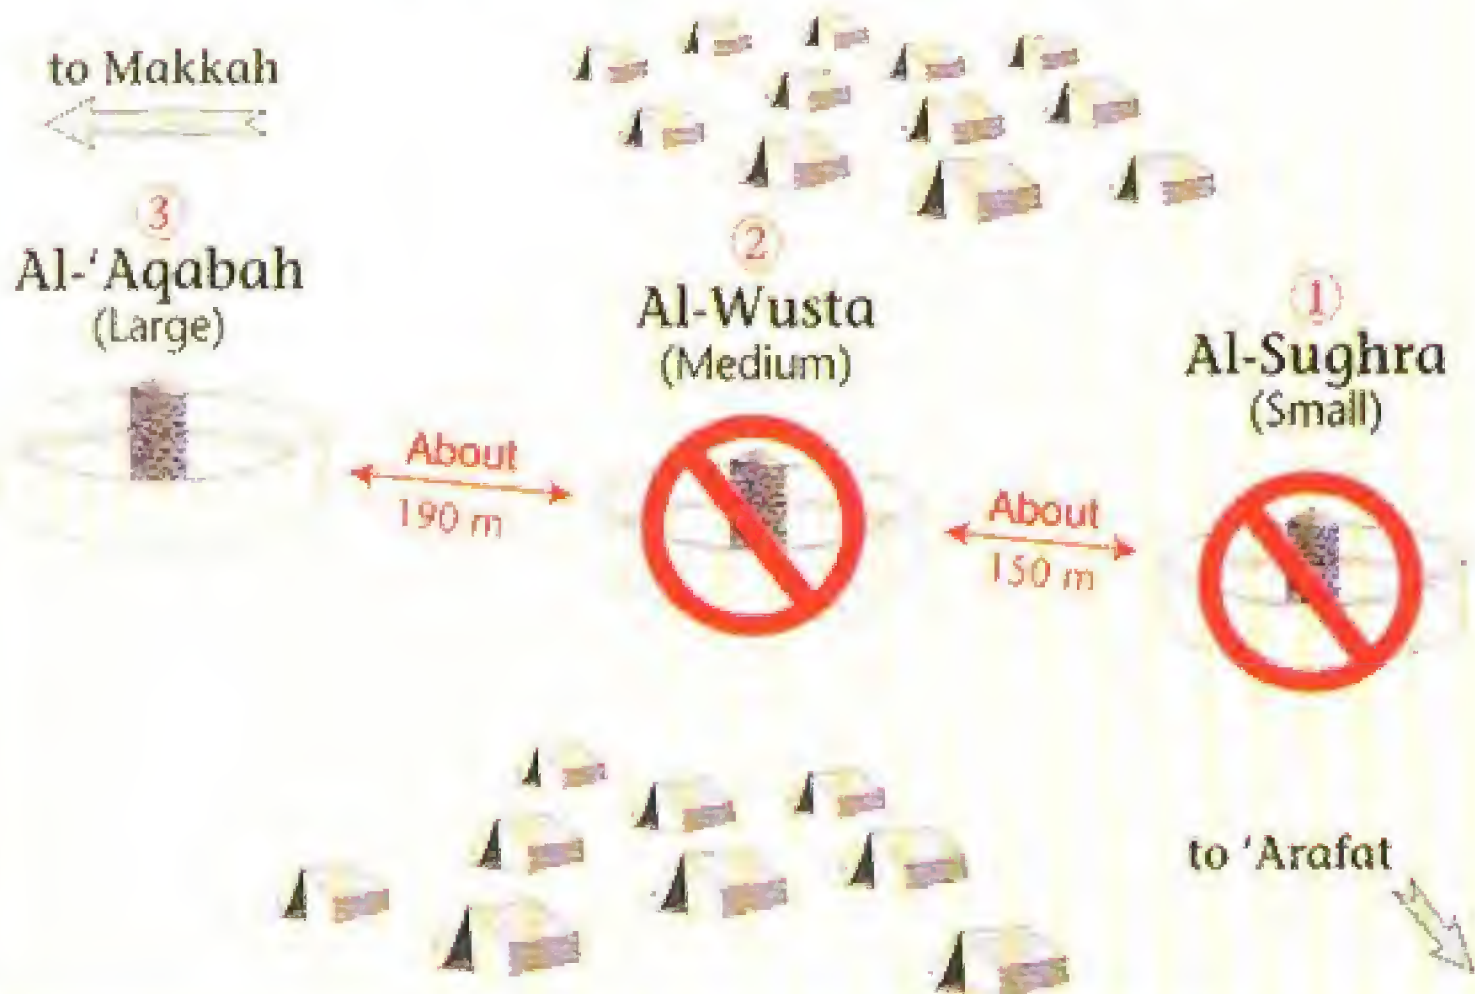 to Makkah
③
Al-'Aqabah
(Large)
②
Al-Wusta
(Medium)
①
Al-Sughra
(Small)
About
190 m
About
150 m
to 'Arafat